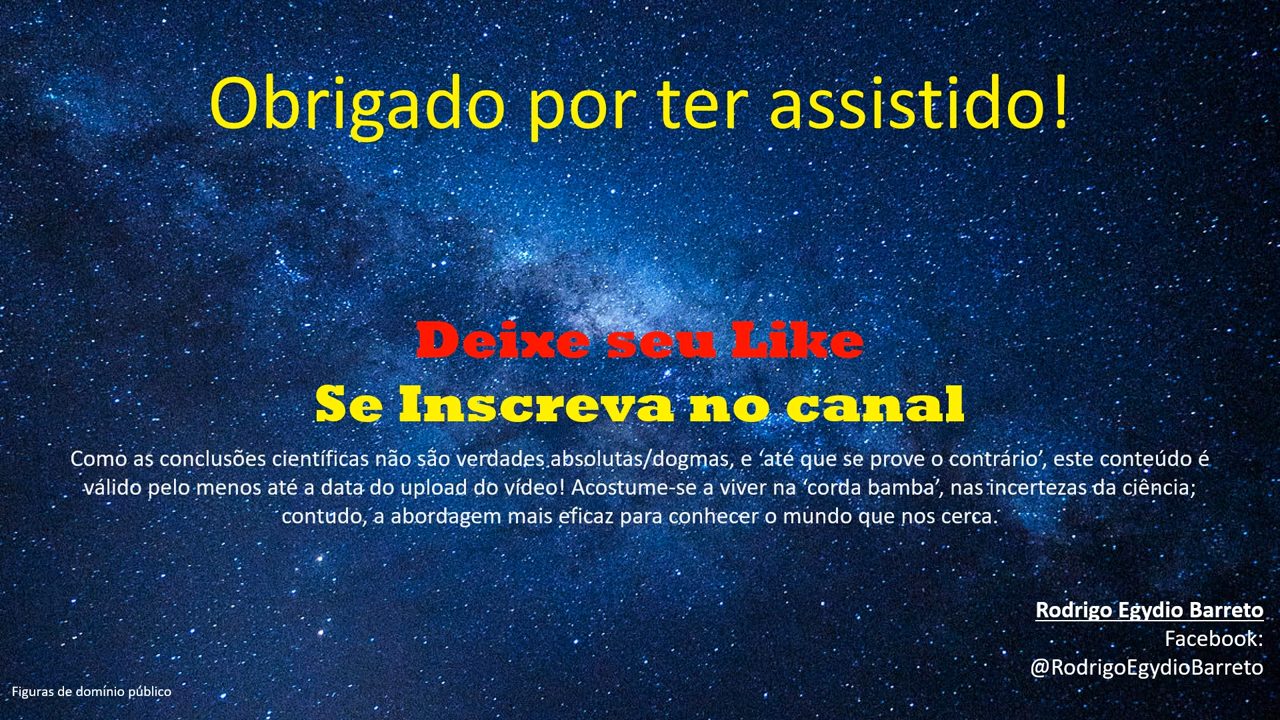 Obrigado por ter assistido!
Deixe seu Like
Se Inscreva no canal
Como as conclusões científicas não são verdades absolutas/dogmas, e ‘até que se prove o contrário’, este conteúdo é
válido pelo menos até a data do upload do vídeo! Acostume-se a viver na ‘corda bamba’, nas incertezas da ciência;
contudo, a abordagem mais eficaz para conhecer o mundo que nos cerca.
Rodrigo Egydio Barreto
Facebook:
@RodrigoEgydioBarreto
Figuras de domínio público